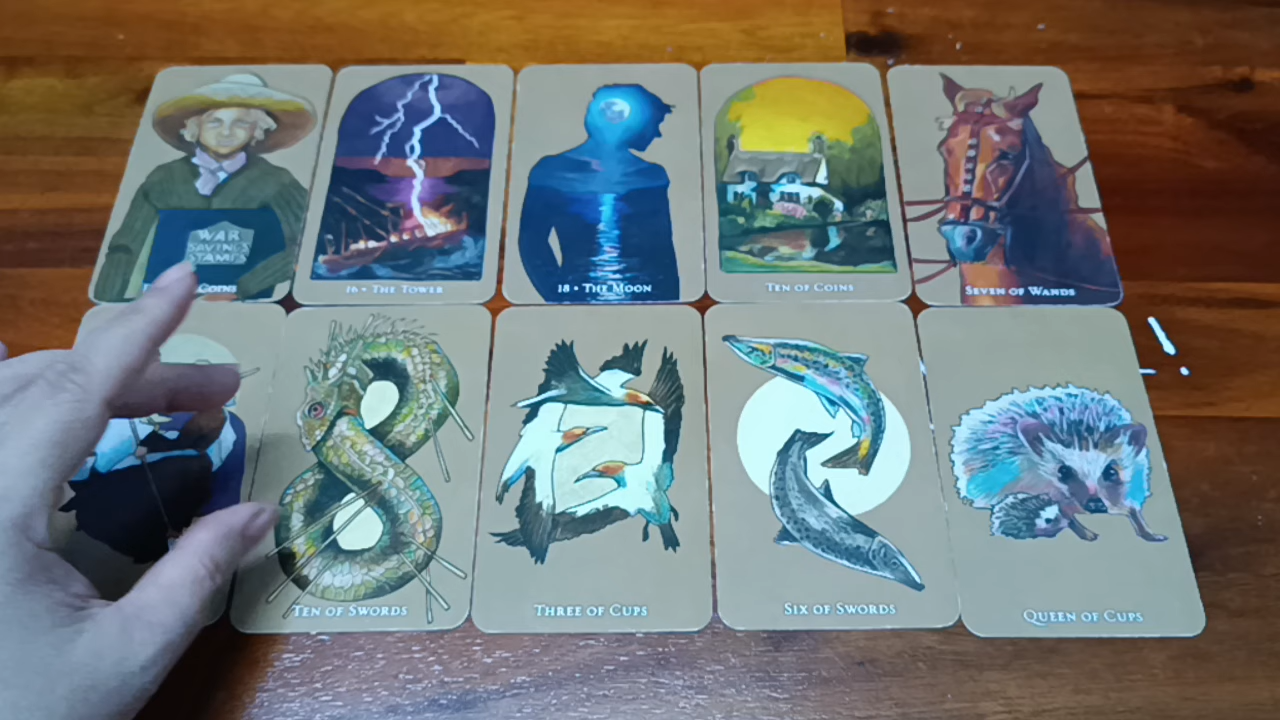 WAR
SAVINGS
STAMPS
COINS
16 • THE TOWER
18 • THE MOON
TEN OF COINS
SEVEN OF WANDS
TEN OF SWORDS
THREE OF CUPS
SIX OF SWORDS
QUEEN OF CUPS